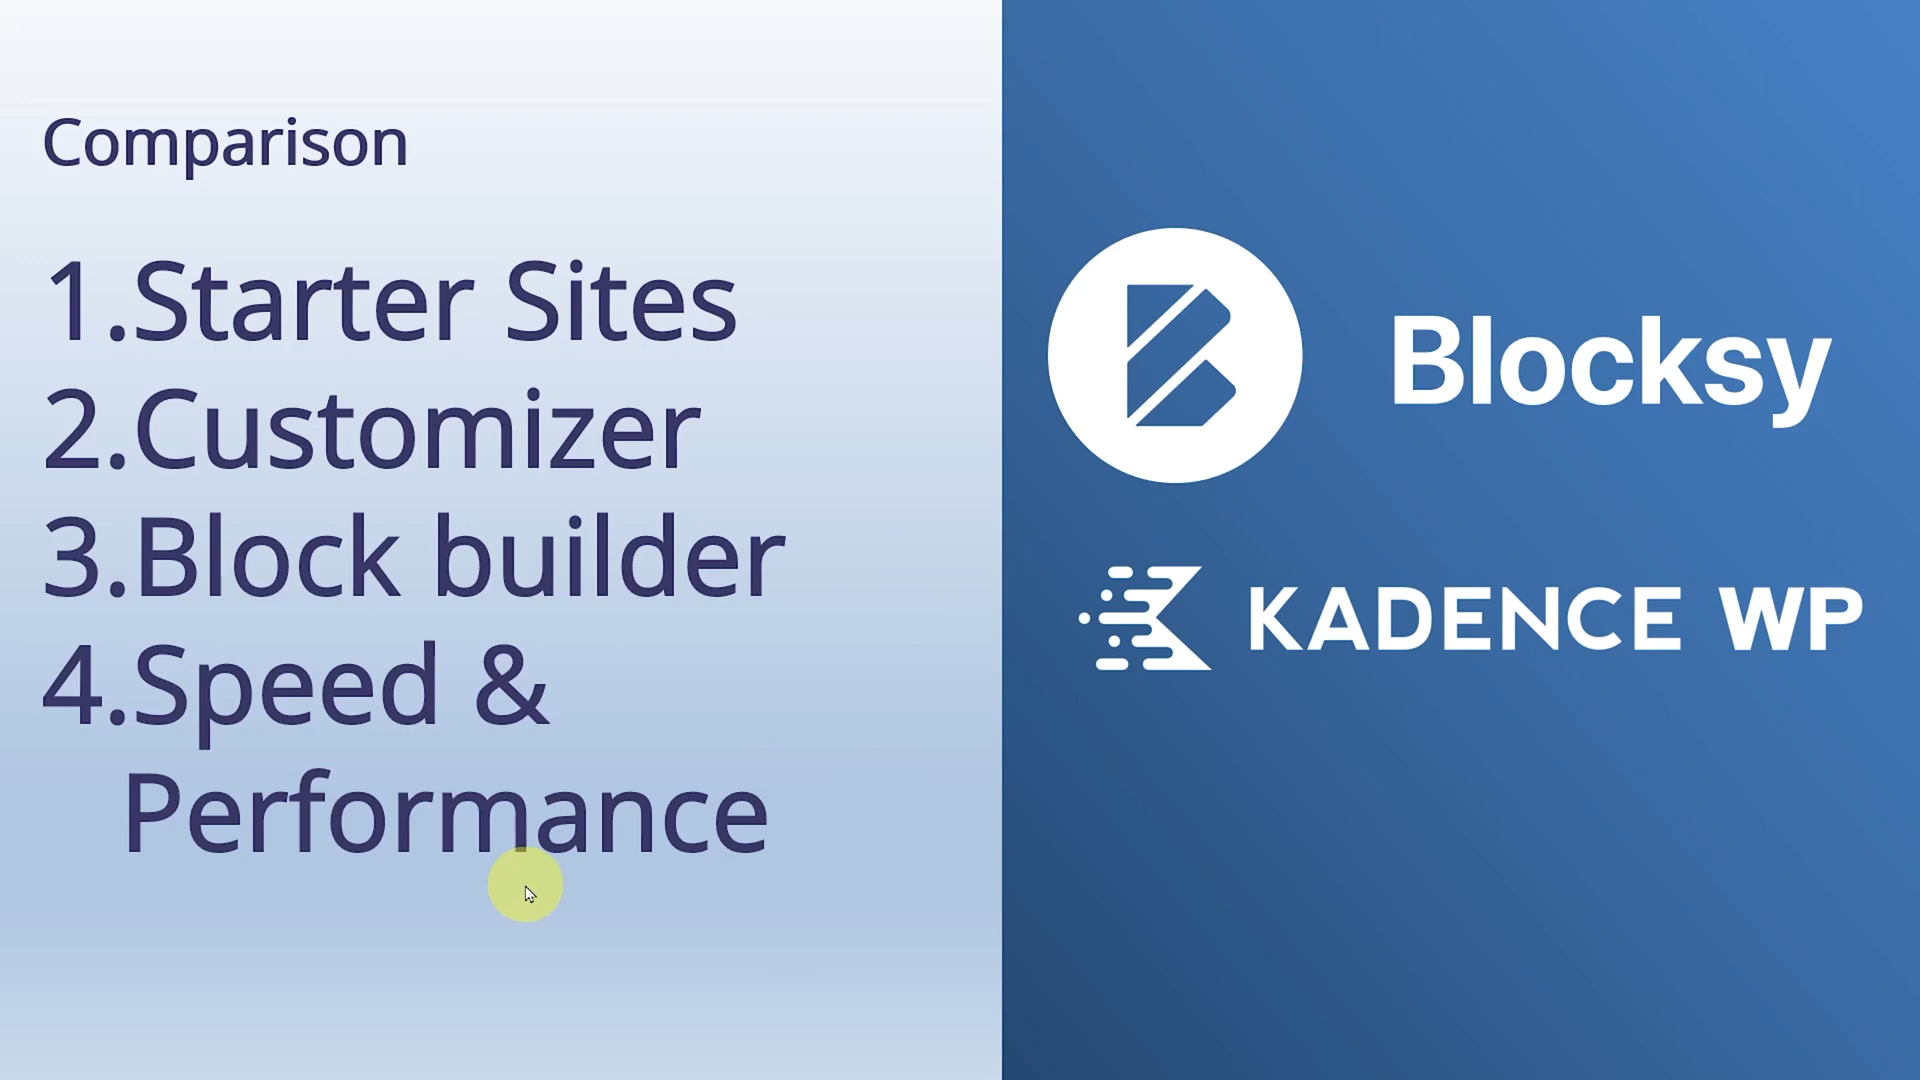 Comparison
1.Starter Sites
2.Customizer
3.Block builder
4.Speed &
Performance
Blocksy
KADENCE WP